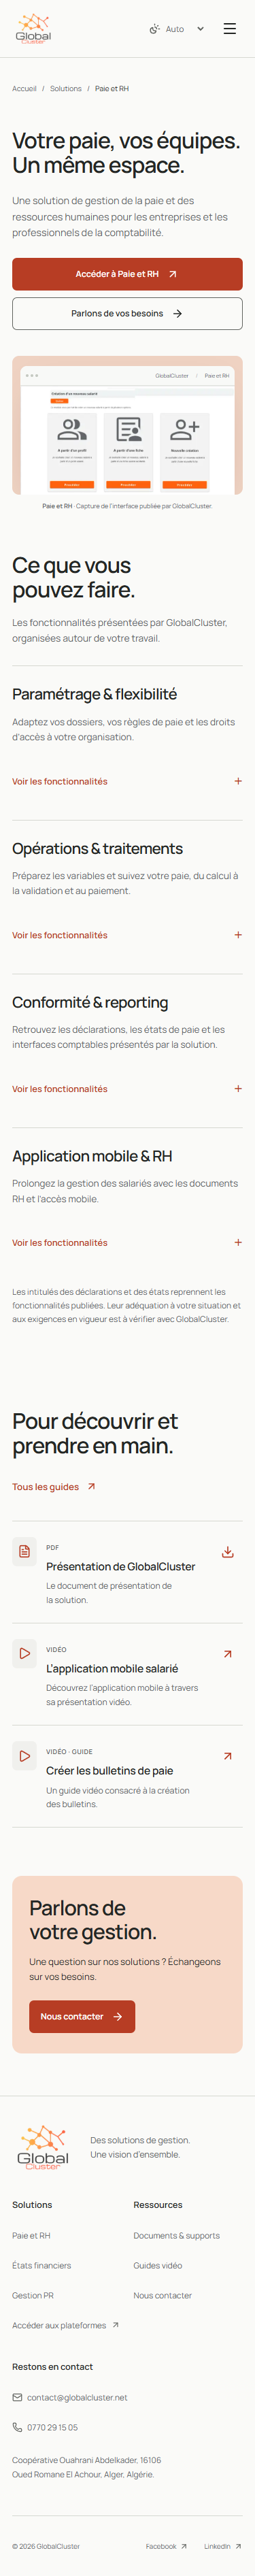 Global
Cluster
Auto
Accueil / Solutions / Paie et RH
Votre paie, vos équipes.
Un même espace.
Une solution de gestion de la paie et des
ressources humaines pour les entreprises et les
professionnels de la comptabilité.
Accéder à Paie et RH
Parlons de vos besoins
GlobalCluster / Paie et RH
Création d'un nouveau salarié
A partir d'un profil
A partir d'une fiche
Nouvelle création
Paie et RH · Capture de l'interface publiée par GlobalCluster.
Ce que vous
pouvez faire.
Les fonctionnalités présentées par GlobalCluster,
organisées autour de votre travail.
Paramétrage & flexibilité
Adaptez vos dossiers, vos règles de paie et les droits
d'accès à votre organisation.
Voir les fonctionnalités +
Opérations & traitements
Préparez les variables et suivez votre paie, du calcul à
la validation et au paiement.
Voir les fonctionnalités +
Conformité & reporting
Retrouvez les déclarations, les états de paie et les
interfaces comptables présentés par la solution.
Voir les fonctionnalités +
Application mobile & RH
Prolongez la gestion des salariés avec les documents
RH et l'accès mobile.
Voir les fonctionnalités +
Les intitulés des déclarations et des états reprennent les
fonctionnalités publiées. Leur adéquation à votre situation et
aux exigences en vigueur est à vérifier avec GlobalCluster.
Pour découvrir et
prendre en main.
Tous les guides
PDF
Présentation de GlobalCluster
Le document de présentation de
la solution.
VIDÉO
L'application mobile salarié
Découvrez l'application mobile à travers
sa présentation vidéo.
VIDÉO · GUIDE
Créer les bulletins de paie
Un guide vidéo consacré à la création
des bulletins.
Parlons de
votre gestion.
Une question sur nos solutions ? Échangeons
sur vos besoins.
Nous contacter
Global
Cluster
Des solutions de gestion.
Une vision d'ensemble.
Solutions
Paie et RH
États financiers
Gestion PR
Accéder aux plateformes
Ressources
Documents & supports
Guides vidéo
Nous contacter
Restons en contact
contact@globalcluster.net
0770 29 15 05
Coopérative Ouahrani Abdelkader, 16106
Oued Romane El Achour, Alger, Algérie.
© 2026 GlobalCluster
Facebook
LinkedIn